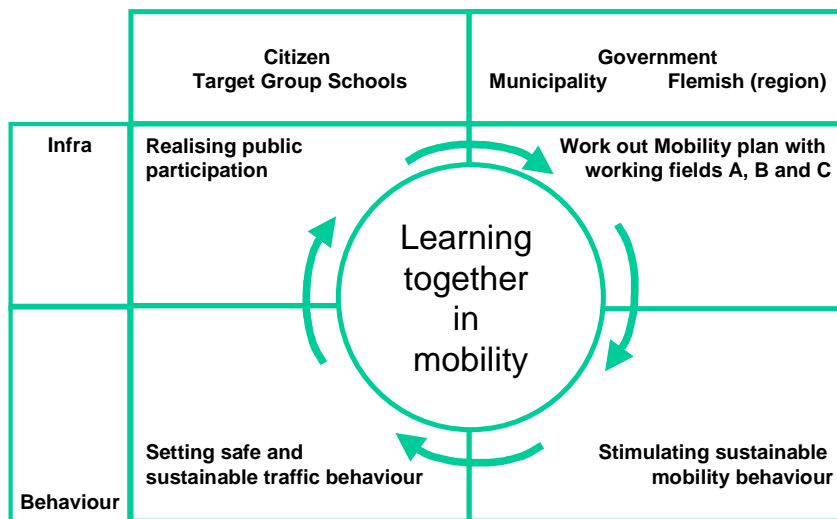 Citizen
Target Group Schools
Government
Municipality Flemish (region)
Infra
Realising public
participation
Work out Mobility plan with
working fields A, B and C
Learning
together
in
mobility
Behaviour
Setting safe and
sustainable traffic behaviour
Stimulating sustainable
mobility behaviour